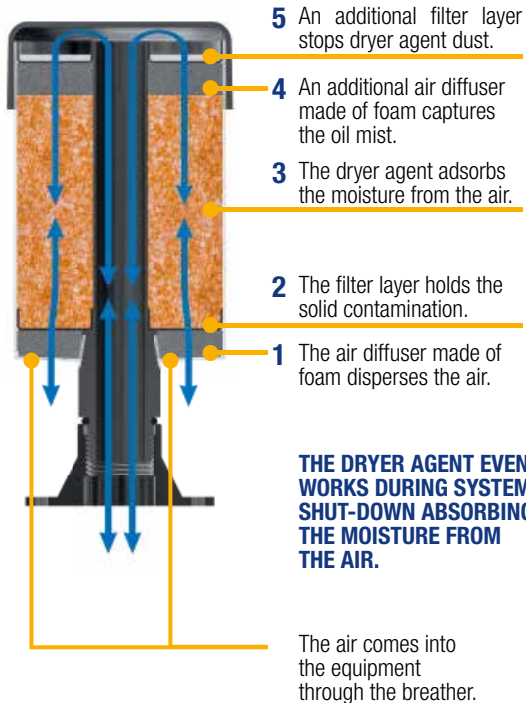 5 An additional filter layer
stops dryer agent dust.
4 An additional air diffuser
made of foam captures
the oil mist.
3 The dryer agent adsorbs
the moisture from the air.
2 The filter layer holds the
solid contamination.
1 The air diffuser made of
foam disperses the air.
THE DRYER AGENT EVEN
WORKS DURING SYSTEM
SHUT-DOWN ABSORBING
THE MOISTURE FROM
THE AIR.
The air comes into
the equipment
through the breather.